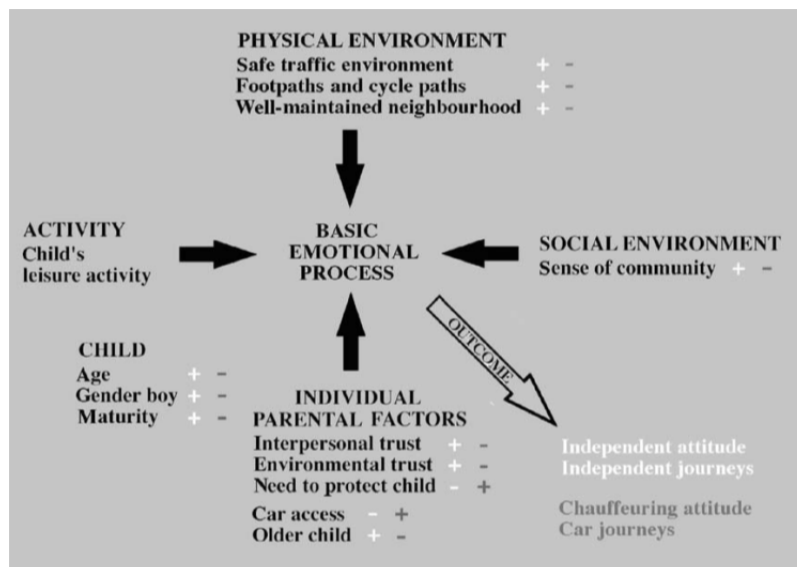 PHYSICAL ENVIRONMENT
Safe traffic environment + -
Footpaths and cycle paths + -
Well-maintained neighbourhood + -
ACTIVITY
Child's
leisure activity
BASIC
EMOTIONAL
PROCESS
SOCIAL ENVIRONMENT
Sense of community + -
OUTCOME
CHILD
Age + -
Gender boy + -
Maturity + -
INDIVIDUAL
PARENTAL FACTORS
Interpersonal trust + -
Environmental trust + -
Need to protect child - +
Car access - +
Older child + -
Independent attitude
Independent journeys
Chauffeuring attitude
Car journeys